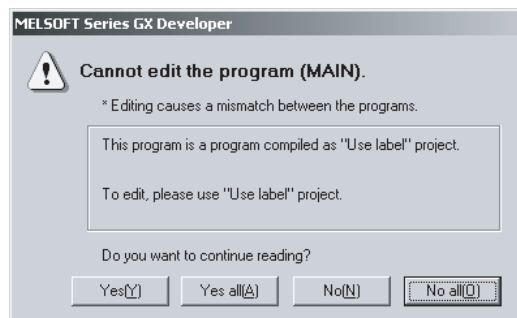 MELSOFT Series GX Developer
Cannot edit the program (MAIN).
* Editing causes a mismatch between the programs.
This program is a program compiled as "Use label" project.
To edit, please use "Use label" project.
Do you want to continue reading?
Yes(Y) Yes all(A) No(N) No all(O)